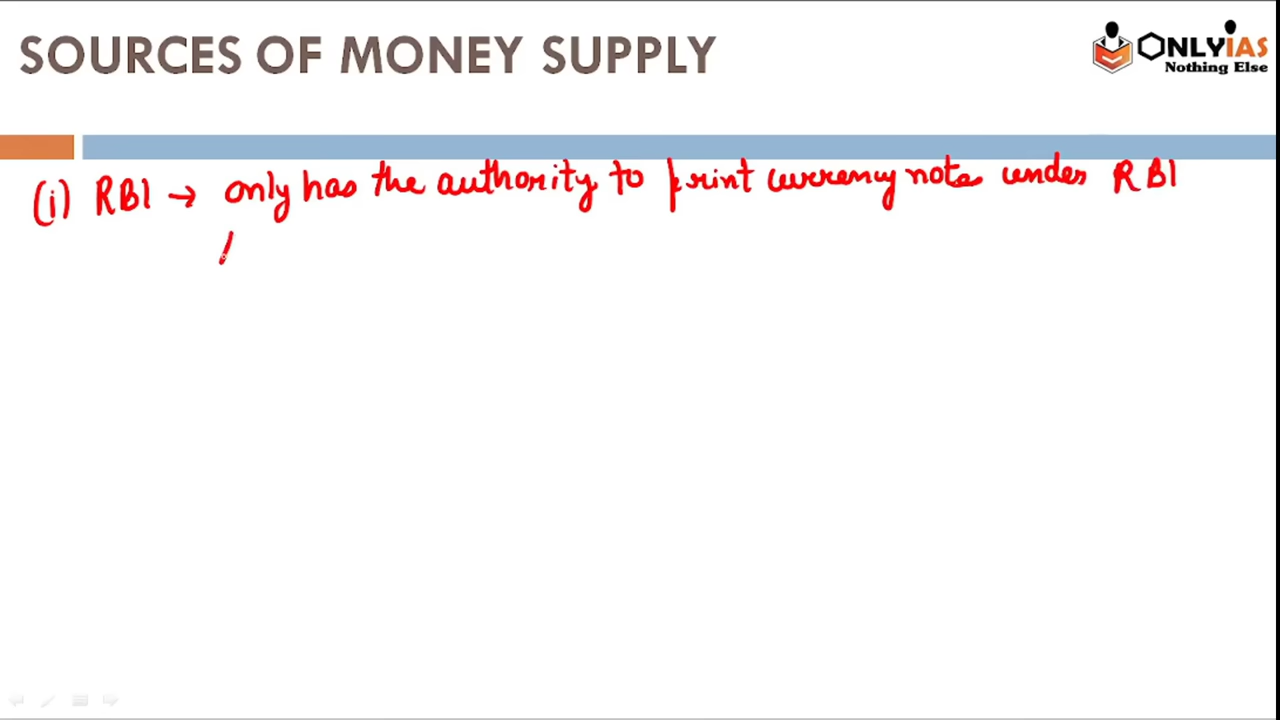 SOURCES OF MONEY SUPPLY
ONLYIAS
Nothing Else
(i) RBI → only has the authority to print currency notes under RBI